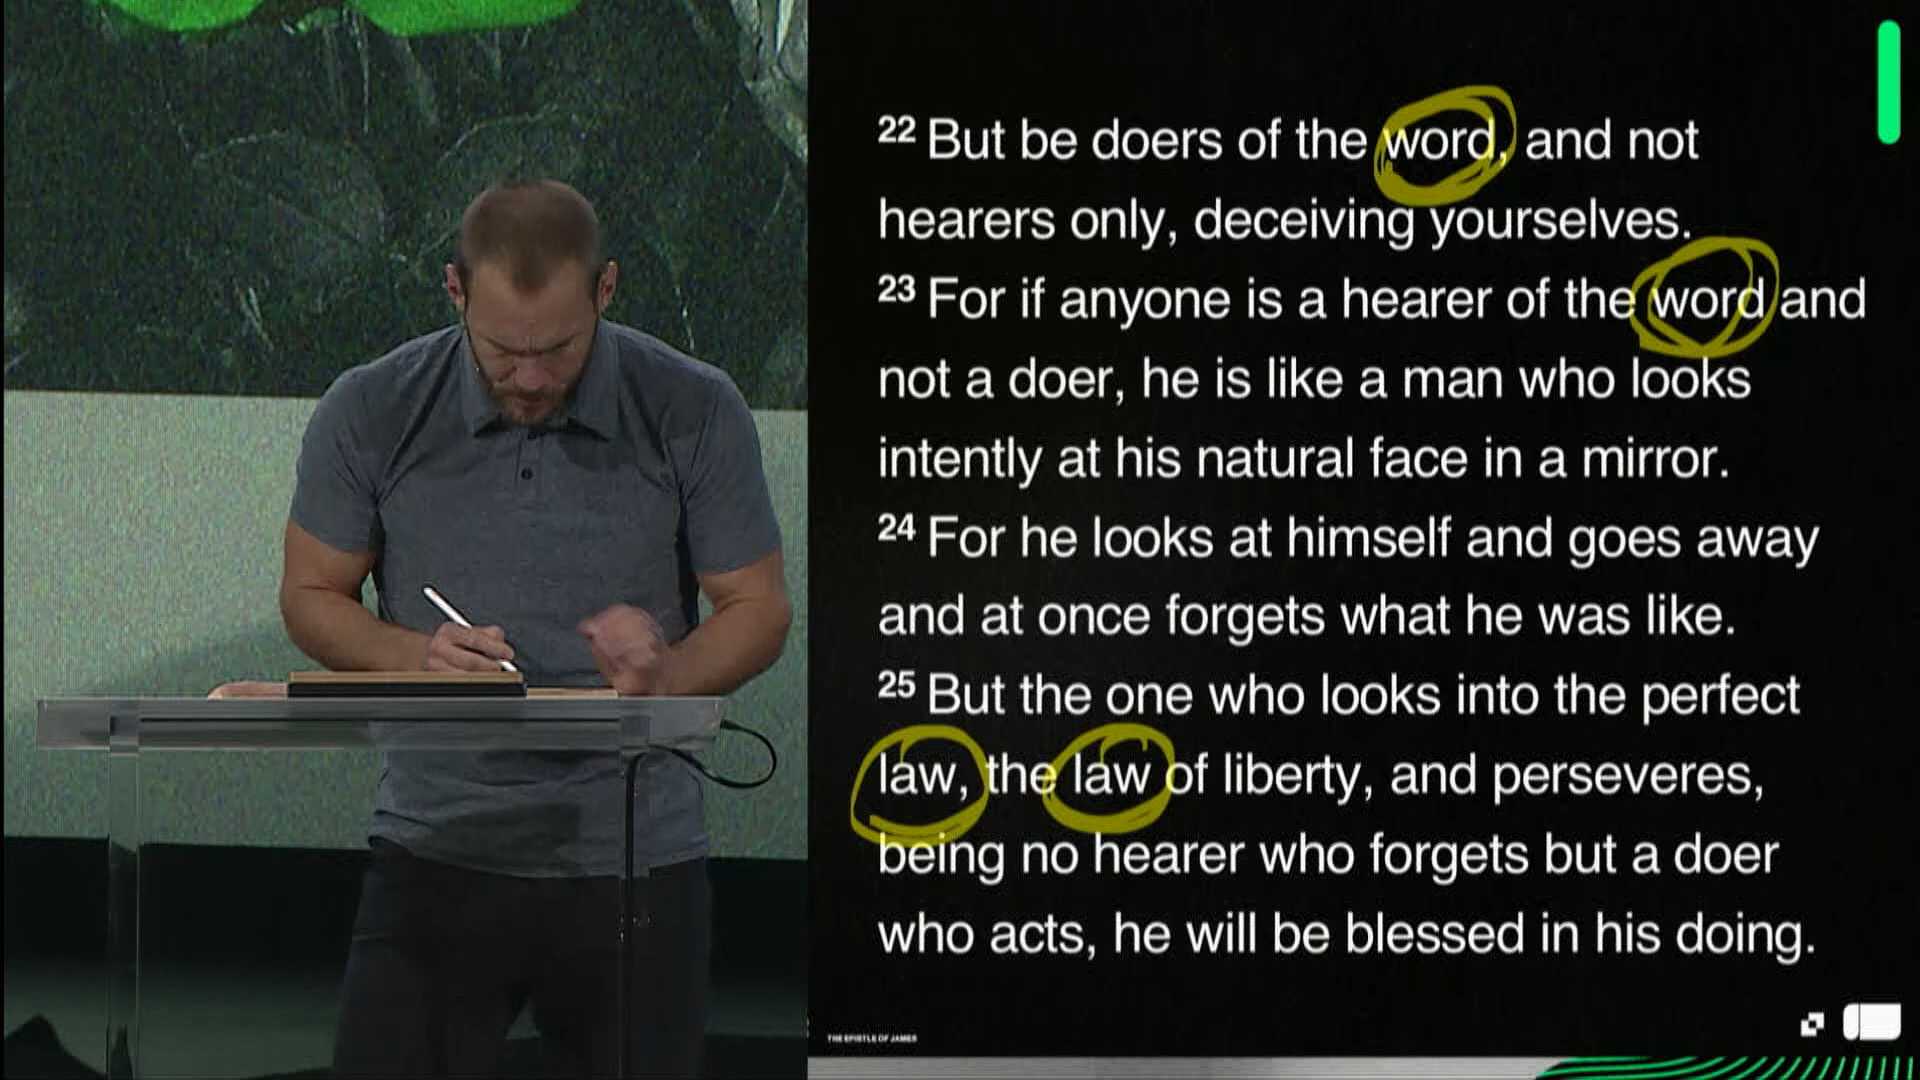 22 But be doers of the word, and not
hearers only, deceiving yourselves.
23 For if anyone is a hearer of the word and
not a doer, he is like a man who looks
intently at his natural face in a mirror.
24 For he looks at himself and goes away
and at once forgets what he was like.
25 But the one who looks into the perfect
law, the law of liberty, and perseveres,
being no hearer who forgets but a doer
who acts, he will be blessed in his doing.
THE EPISTLE OF JAMES